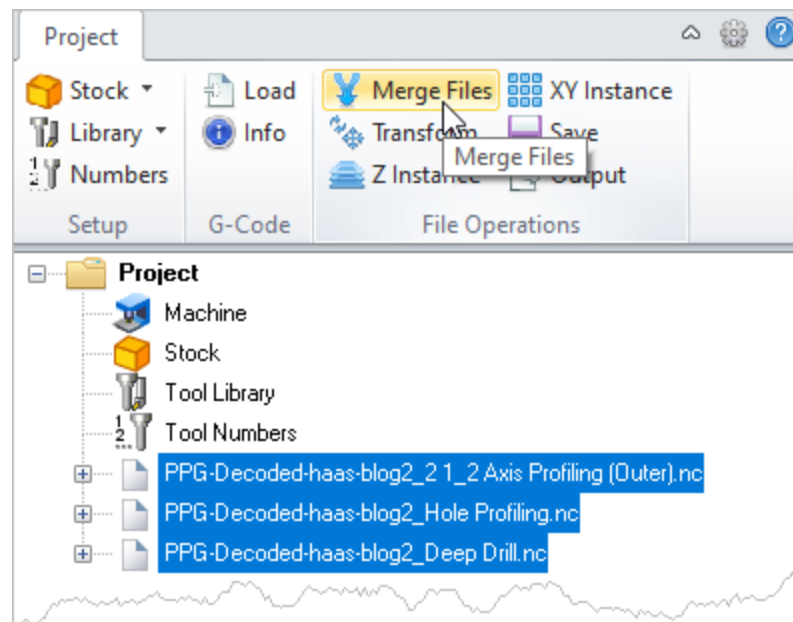 Project
Stock Load Merge Files XY Instance
Library Info Transform Save
Merge Files
Numbers Z Instance Output
Setup G-Code File Operations
Project
Machine
Stock
Tool Library
1 2 Tool Numbers
PPG-Decoded-haas-blog2_2 1_2 Axis Profiling (Outer).nc
PPG-Decoded-haas-blog2_Hole Profiling.nc
PPG-Decoded-haas-blog2_Deep Drill.nc